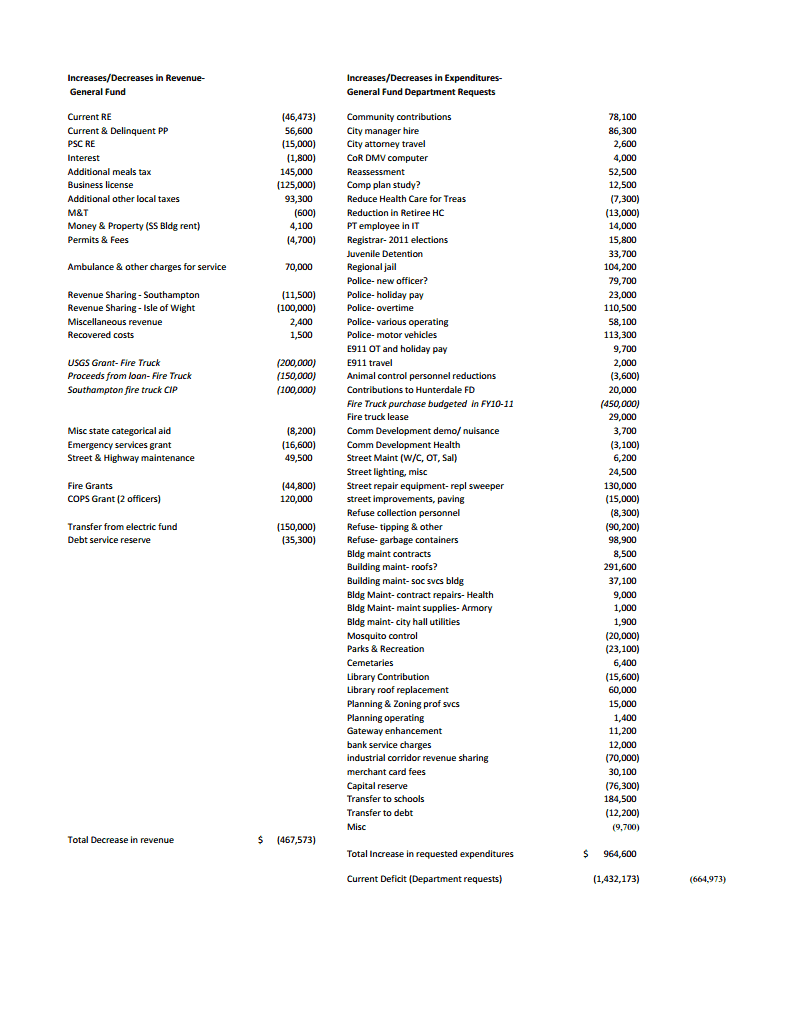 Increases/Decreases in Revenue- Increases/Decreases in Expenditures-
General Fund General Fund Department Requests
Current RE (46,473) Community contributions 78,100
Current & Delinquent PP 56,600 City manager hire 86,300
PSC RE (15,000) City attorney travel 2,600
Interest (1,800) CoR DMV computer 4,000
Additional meals tax 145,000 Reassessment 52,500
Business license (125,000) Comp plan study? 12,500
Additional other local taxes 93,300 Reduce Health Care for Treas (7,300)
M&T (600) Reduction in Retiree HC (13,000)
Money & Property (SS Bldg rent) 4,100 PT employee in IT 14,000
Permits & Fees (4,700) Registrar- 2011 elections 15,800
Juvenile Detention 33,700
Ambulance & other charges for service 70,000 Regional jail 104,200
Police- new officer? 79,700
Revenue Sharing - Southampton (11,500) Police- holiday pay 23,000
Revenue Sharing - Isle of Wight (100,000) Police- overtime 110,500
Miscellaneous revenue 2,400 Police- various operating 58,100
Recovered costs 1,500 Police- motor vehicles 113,300
E911 OT and holiday pay 9,700
USGS Grant- Fire Truck (200,000) E911 travel 2,000
Proceeds from loan- Fire Truck (150,000) Animal control personnel reductions (3,600)
Southampton fire truck CIP (100,000) Contributions to Hunterdale FD 20,000
Fire Truck purchase budgeted in FY10-11 (450,000)
Fire truck lease 29,000
Misc state categorical aid (8,200) Comm Development demo/ nuisance 3,700
Emergency services grant (16,600) Comm Development Health (3,100)
Street & Highway maintenance 49,500 Street Maint (W/C, OT, Sal) 6,200
Street lighting, misc 24,500
Fire Grants (44,800) Street repair equipment- repl sweeper 130,000
COPS Grant (2 officers) 120,000 street improvements, paving (15,000)
Refuse collection personnel (8,300)
Transfer from electric fund (150,000) Refuse- tipping & other (90,200)
Debt service reserve (35,300) Refuse- garbage containers 98,900
Bldg maint contracts 8,500
Building maint- roofs? 291,600
Building maint- soc svcs bldg 37,100
Bldg Maint- contract repairs- Health 9,000
Bldg Maint- maint supplies- Armory 1,000
Bldg maint- city hall utilities 1,900
Mosquito control (20,000)
Parks & Recreation (23,100)
Cemetaries 6,400
Library Contribution (15,600)
Library roof replacement 60,000
Planning & Zoning prof svcs 15,000
Planning operating 1,400
Gateway enhancement 11,200
bank service charges 12,000
industrial corridor revenue sharing (70,000)
merchant card fees 30,100
Capital reserve (76,300)
Transfer to schools 184,500
Transfer to debt (12,200)
Misc (9,700)
Total Decrease in revenue $ (467,573)
Total Increase in requested expenditures $ 964,600
Current Deficit (Department requests) (1,432,173) (664,973)